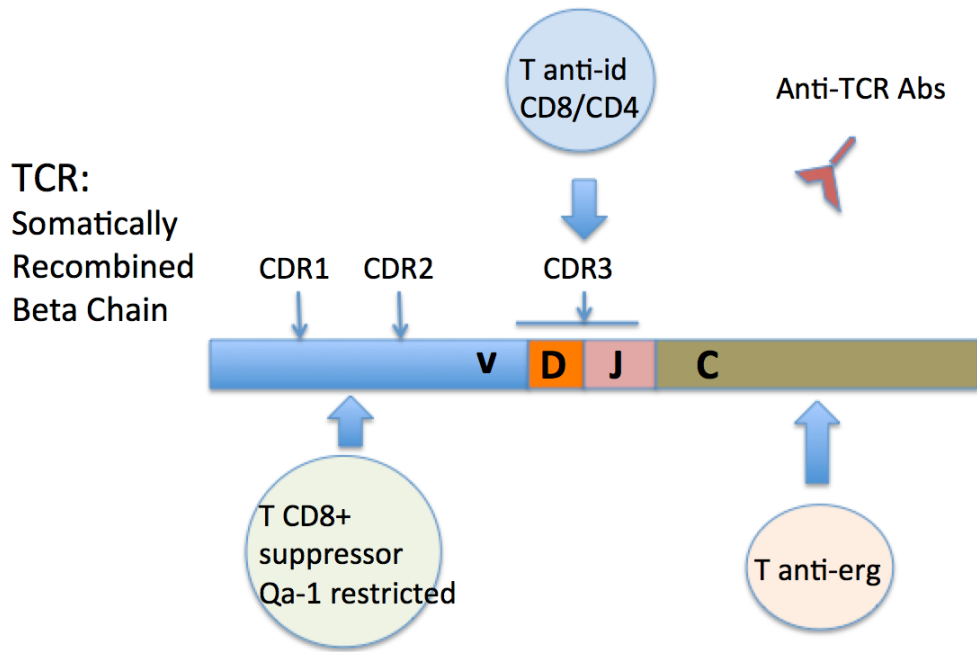 T anti-id
CD8/CD4
Anti-TCR Abs
TCR:
Somatically
Recombined
Beta Chain
CDR1
CDR2
CDR3
v
D
J
C
T CD8+
suppressor
Qa-1 restricted
T anti-erg